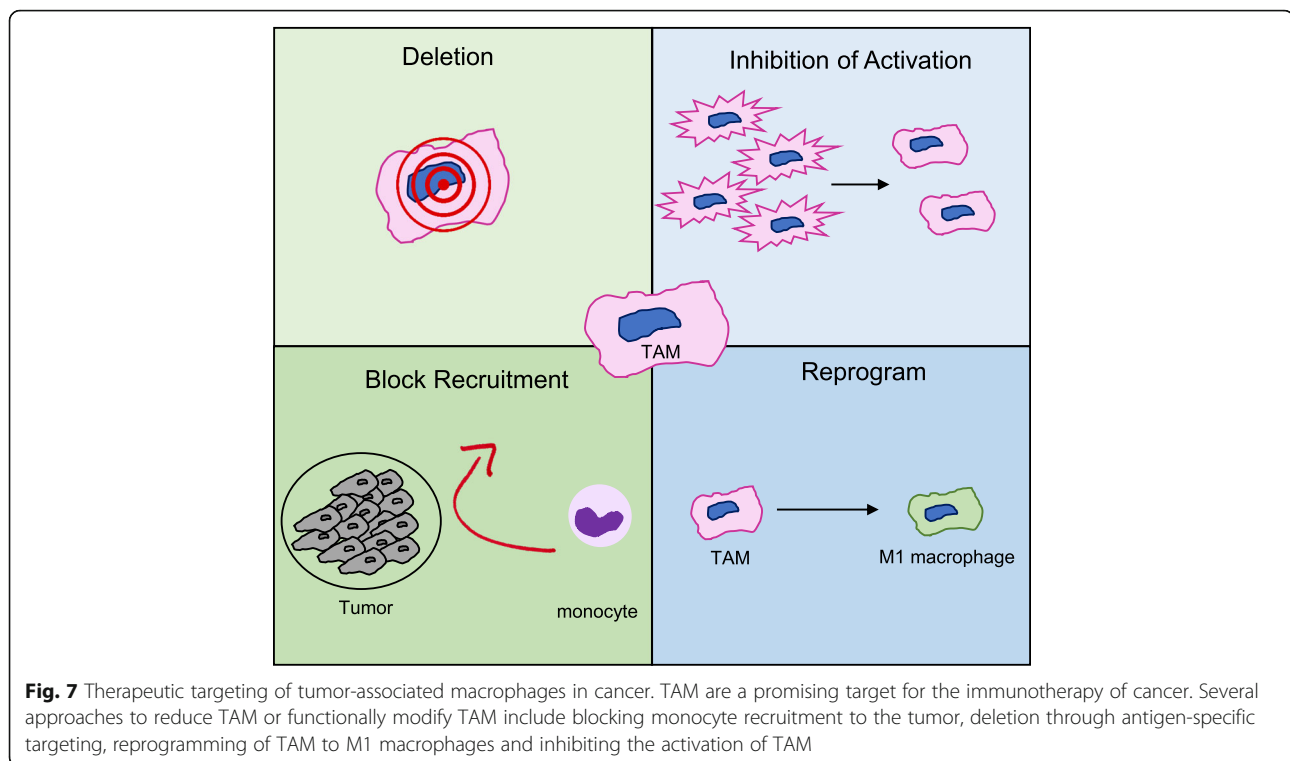 Deletion
Inhibition of Activation
TAM
Block Recruitment
Reprogram
Tumor
monocyte
TAM
M1 macrophage
Fig. 7 Therapeutic targeting of tumor-associated macrophages in cancer. TAM are a promising target for the immunotherapy of cancer. Several
approaches to reduce TAM or functionally modify TAM include blocking monocyte recruitment to the tumor, deletion through antigen-specific
targeting, reprogramming of TAM to M1 macrophages and inhibiting the activation of TAM